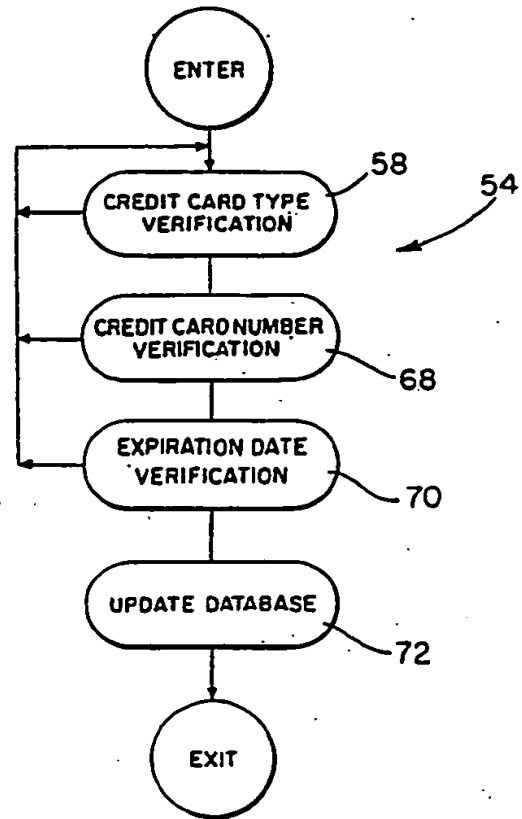 ENTER
58
CREDIT CARD TYPE
VERIFICATION
54
CREDIT CARD NUMBER
VERIFICATION
68
EXPIRATION DATE
VERIFICATION
70
UPDATE DATABASE
72
EXIT